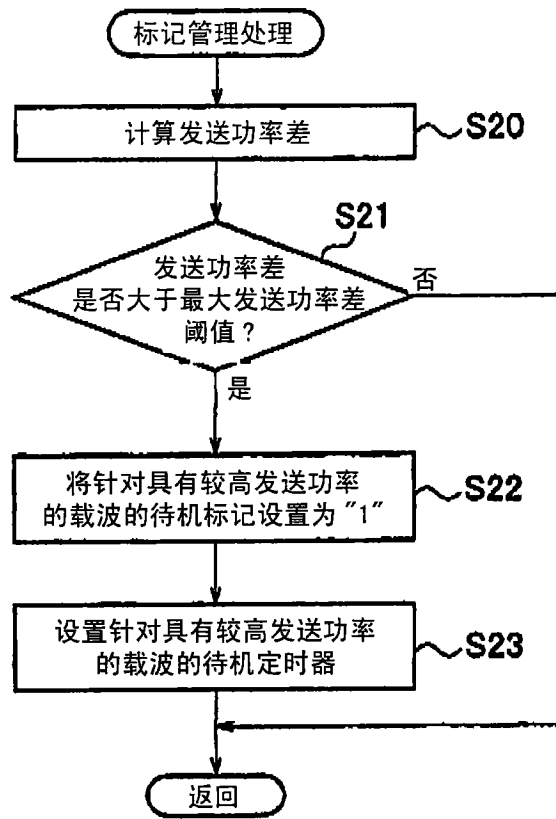 标记管理处理
计算发送功率差
S20
S21
发送功率差
是否大于最大发送功率差
阈值？
否
是
将针对具有较高发送功率
的载波的待机标记设置为"1"
S22
设置针对具有较高发送功率
的载波的待机定时器
S23
返回